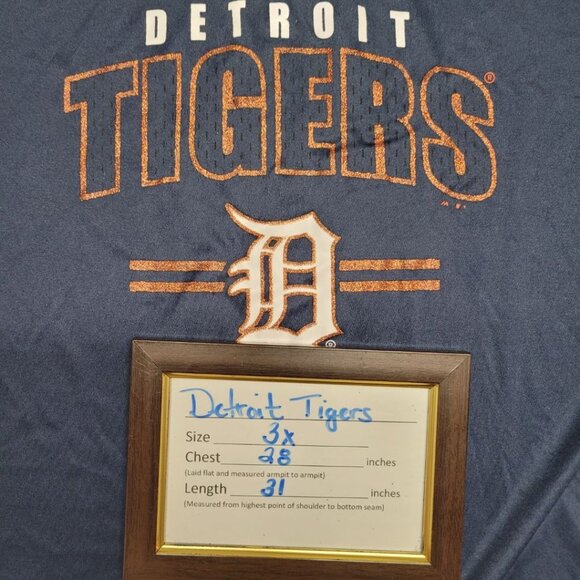 DETROIT
TIGERS®
D
®
Detroit Tigers
Size 3x
Chest 28 inches
(Laid flat and measured armpit to armpit)
Length 31 inches
(Measured from highest point of shoulder to bottom seam)